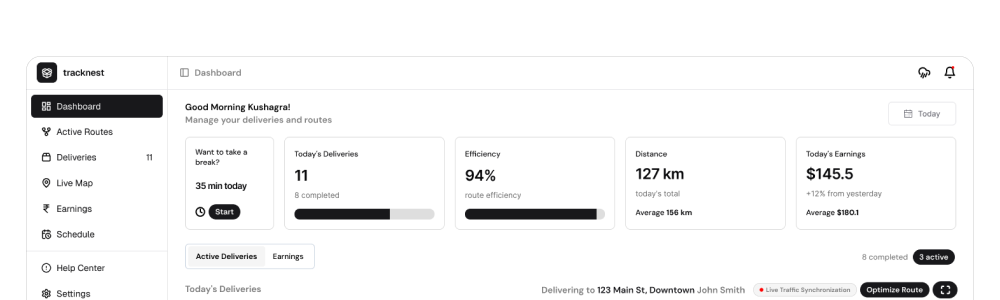 tracknest
Dashboard
Dashboard
Active Routes
Deliveries 11
Live Map
₹ Earnings
Schedule
Help Center
Settings
Good Morning Kushagra!
Manage your deliveries and routes
Today
Want to take a
break?
35 min today
Start
Today's Deliveries
11
8 completed
Efficiency
94%
route efficiency
Distance
127 km
today's total
Average 156 km
Today's Earnings
$145.5
+12% from yesterday
Average $180.1
Active Deliveries Earnings
8 completed 3 active
Today's Deliveries
Delivering to 123 Main St, Downtown John Smith
Live Traffic Synchronization
Optimize Route